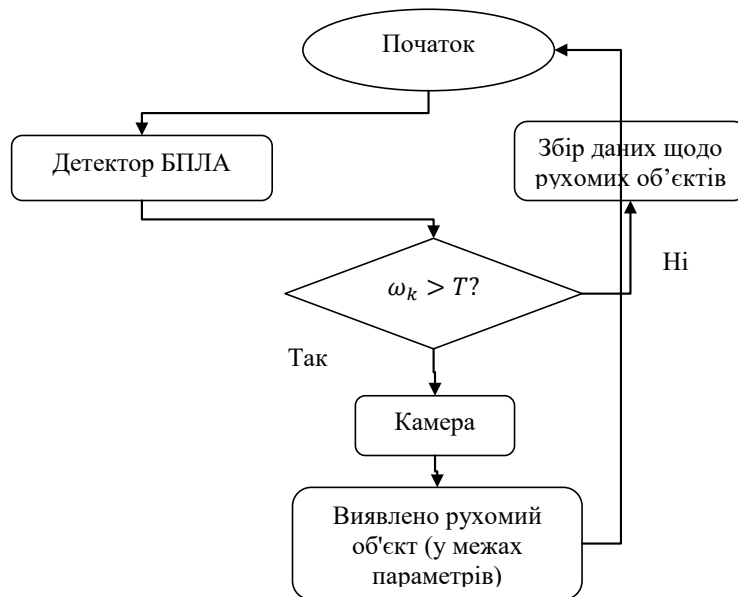 Початок
Детектор БПЛА
Збір даних щодо
рухомих об’єктів
𝜔ₖ > 𝑇?
Ні
Так
Камера
Виявлено рухомий
об'єкт (у межах
параметрів)